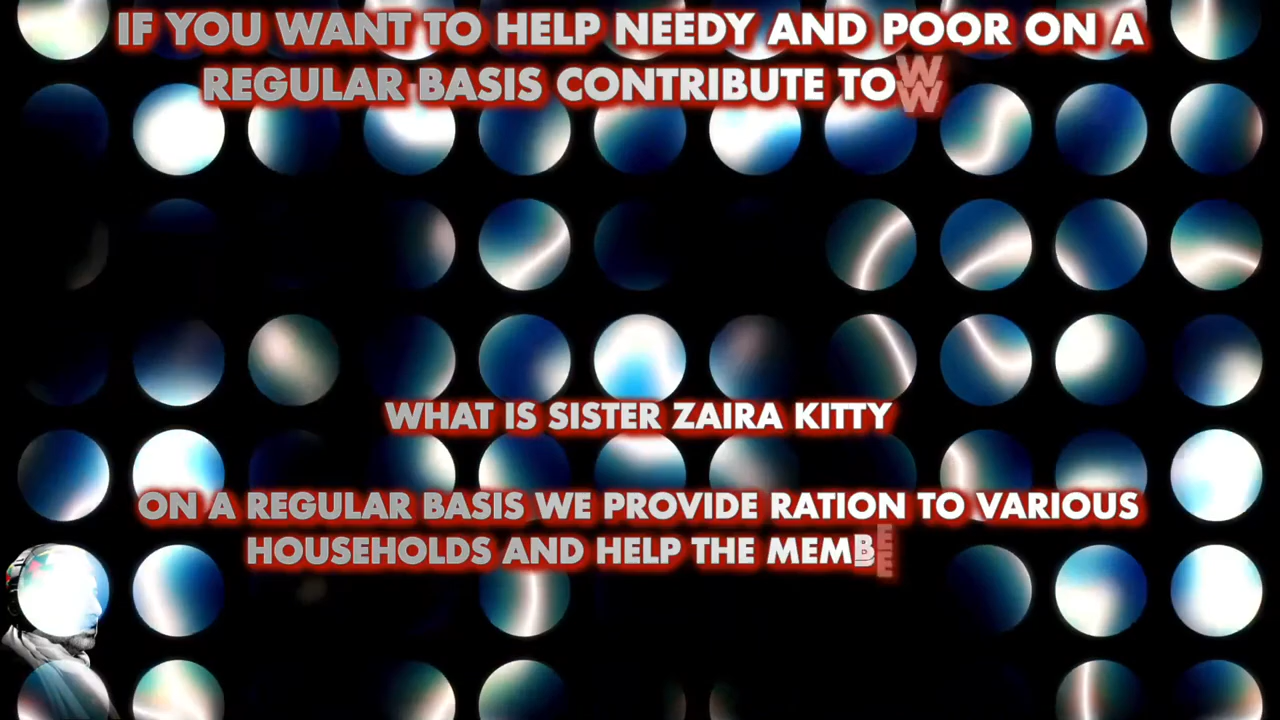 IF YOU WANT TO HELP NEEDY AND POOR ON A
REGULAR BASIS CONTRIBUTE TO
WHAT IS SISTER ZAIRA KITTY
ON A REGULAR BASIS WE PROVIDE RATION TO VARIOUS
HOUSEHOLDS AND HELP THE